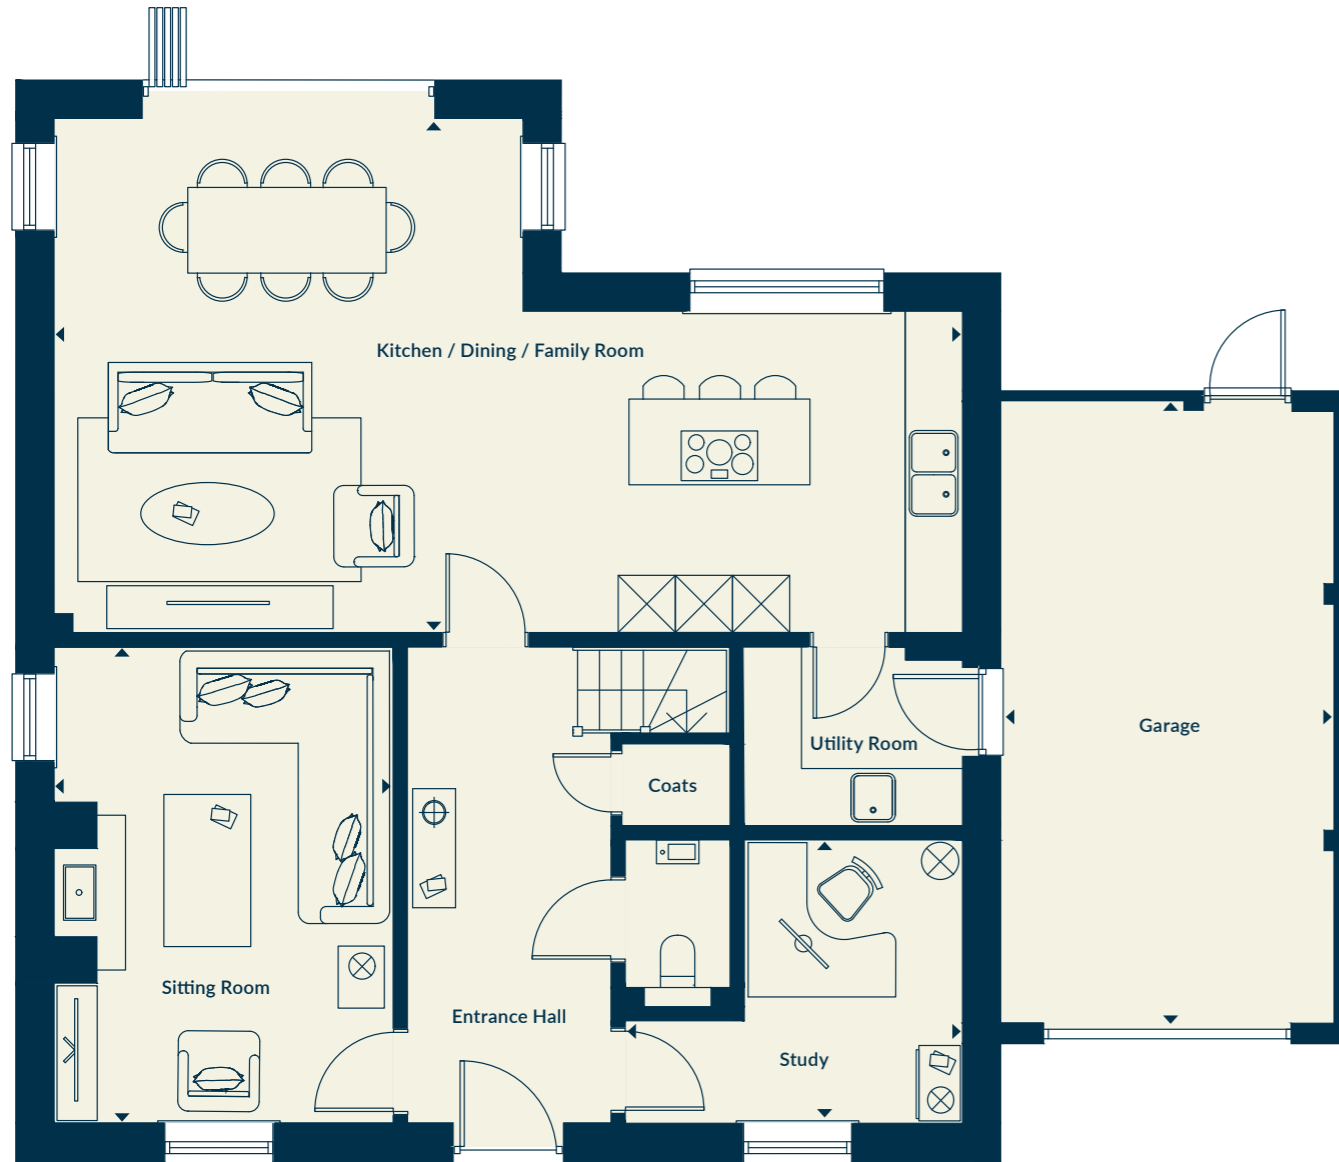 Kitchen / Dining / Family Room
Garage
Utility Room
Coats
Sitting Room
Entrance Hall
Study